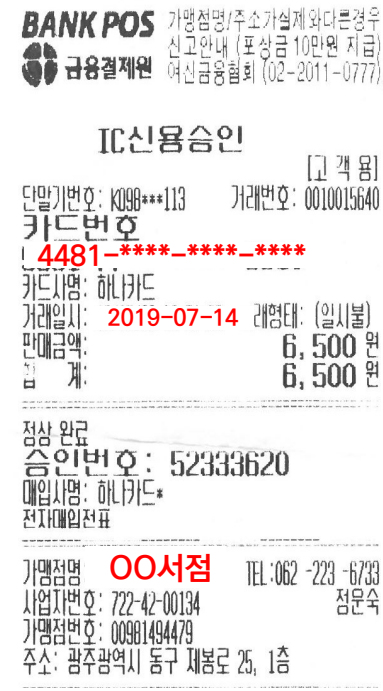 BANK POS 가맹점명/주소가실제와다른경우
신고안내 (포상금10만원 지급)
금융결제원 여신금융협회 (02-2011-0777)
IC신용승인
[고 객 용]
단말기번호: K098***113 거래번호: 0010015640
카드번호
4481-****-****-****
카드사명: 하나카드
거래일시: 2019-07-14 래형태: (일시불)
판매금액: 6,500 원
합 계: 6,500 원
정상 완료
승인번호: 52333620
매입사명: 하나카드*
전자매입전표
가맹점명 OO서점 TEL:062 -223 -6733
사업자번호: 722-42-00134 정문숙
가맹점번호: 00981494479
주소: 광주광역시 동구 제봉로 25, 1층